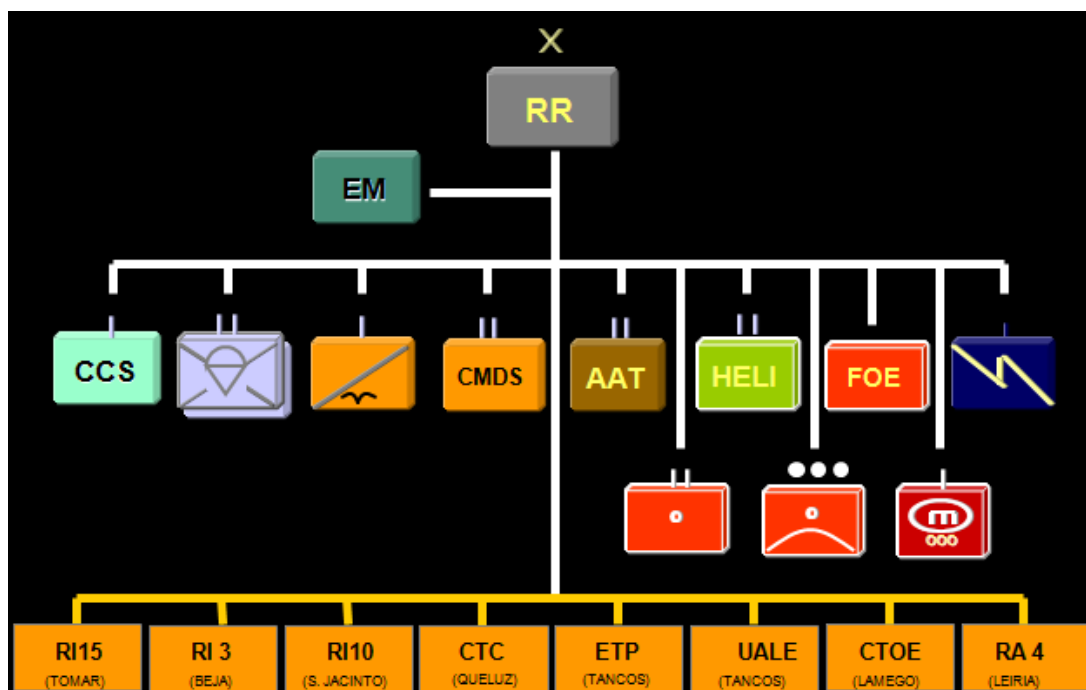 X
RR
EM
CCS
CMDS
AAT
HELI
FOE
m
RI15
(TOMAR)
RI 3
(BEJA)
RI10
(S. JACINTO)
CTC
(QUELUZ)
ETP
(TANCOS)
UALE
(TANCOS)
CTOE
(LAMEGO)
RA 4
(LEIRIA)